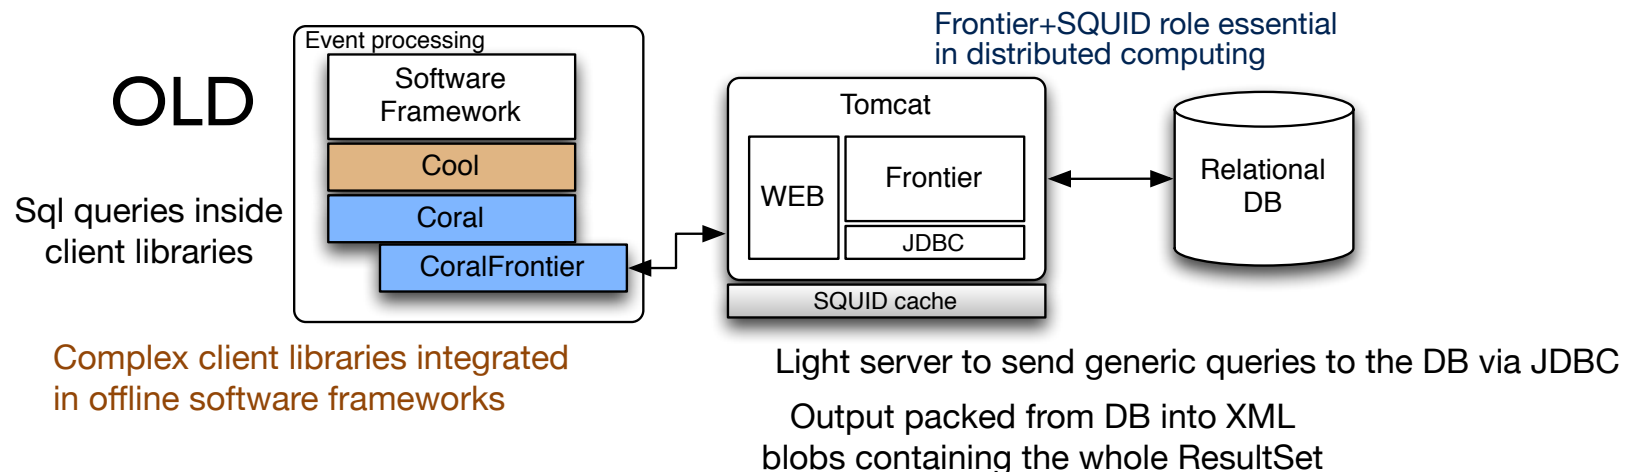 OLD
Sql queries inside
client libraries
Event processing
Software
Framework
Cool
Coral
CoralFrontier
Complex client libraries integrated
in offline software frameworks
Frontier+SQUID role essential
in distributed computing
Tomcat
WEB
Frontier
JDBC
SQUID cache
Relational
DB
Light server to send generic queries to the DB via JDBC
Output packed from DB into XML
blobs containing the whole ResultSet